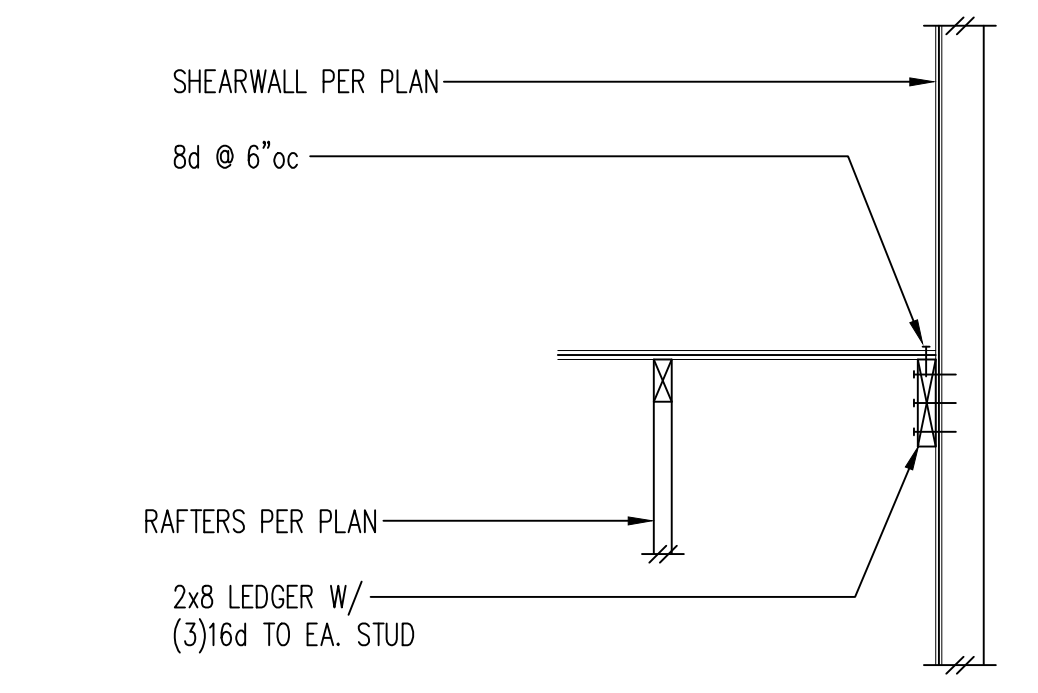 SHEARWALL PER PLAN
8d @ 6"oc
RAFTERS PER PLAN
2x8 LEDGER W/
(3)16d TO EA. STUD